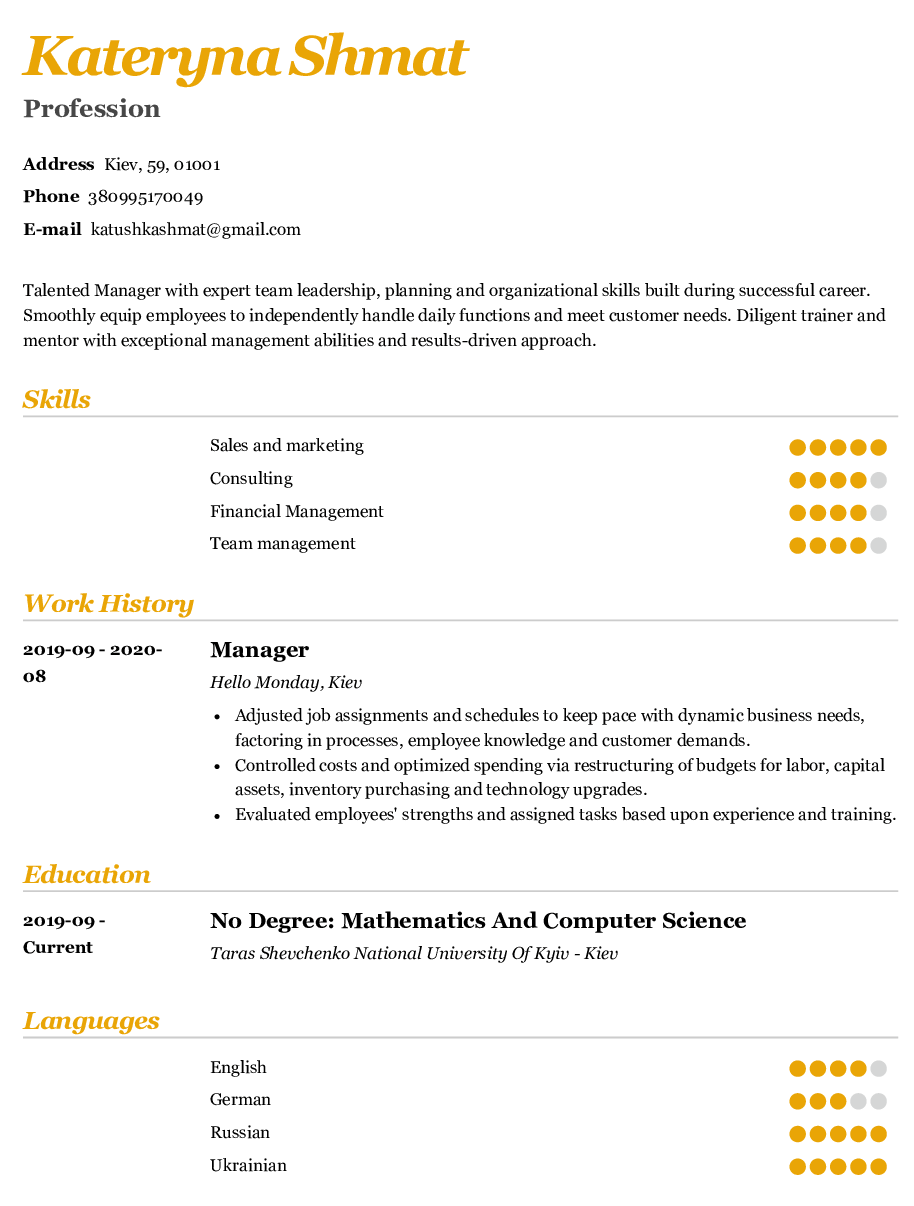 Kateryna Shmat
Profession
Address Kiev, 59, 01001
Phone 380995170049
E-mail katushkashmat@gmail.com
Talented Manager with expert team leadership, planning and organizational skills built during successful career.
Smoothly equip employees to independently handle daily functions and meet customer needs. Diligent trainer and
mentor with exceptional management abilities and results-driven approach.
Skills
Sales and marketing
Consulting
Financial Management
Team management
Work History
2019-09 - 2020-
08
Manager
Hello Monday, Kiev
• Adjusted job assignments and schedules to keep pace with dynamic business needs,
factoring in processes, employee knowledge and customer demands.
• Controlled costs and optimized spending via restructuring of budgets for labor, capital
assets, inventory purchasing and technology upgrades.
• Evaluated employees' strengths and assigned tasks based upon experience and training.
Education
2019-09 -
Current
No Degree: Mathematics And Computer Science
Taras Shevchenko National University Of Kyiv - Kiev
Languages
English
German
Russian
Ukrainian